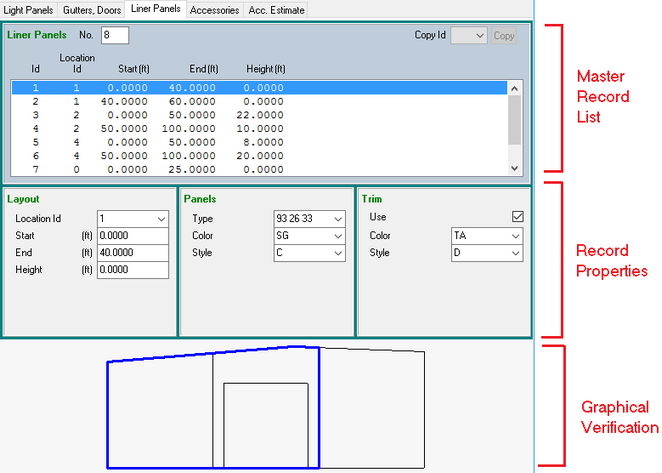 Light Panels Gutters, Doors Liner Panels Accessories Acc. Estimate
Liner Panels No. 8 Copy Id Copy
Location
Id Id Start (ft) End (ft) Height (ft)
1 1 0.0000 40.0000 0.0000
2 1 40.0000 60.0000 0.0000
3 2 0.0000 50.0000 22.0000
4 2 50.0000 100.0000 10.0000
5 4 0.0000 50.0000 8.0000
6 4 50.0000 100.0000 20.0000
7 0 0.0000 25.0000 0.0000
Master
Record
List
Layout
Location Id 1
Start (ft) 0.0000
End (ft) 40.0000
Height (ft) 0.0000
Panels
Type 93 26 33
Color SG
Style C
Trim
Use
Color TA
Style D
Record
Properties
Graphical
Verification